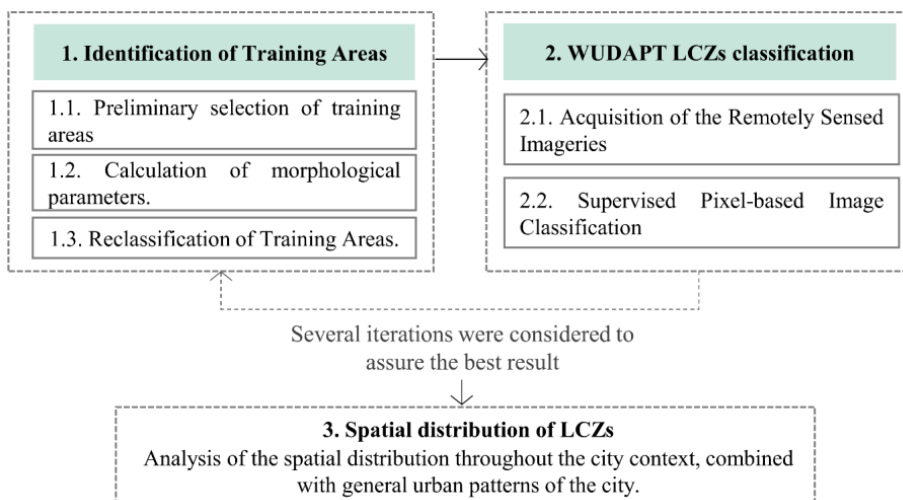 1. Identification of Training Areas
1.1. Preliminary selection of training
areas
1.2. Calculation of morphological
parameters.
1.3. Reclassification of Training Areas.
2. WUDAPT LCZs classification
2.1. Acquisition of the Remotely Sensed
Imageries
2.2. Supervised Pixel-based Image
Classification
Several iterations were considered to
assure the best result
3. Spatial distribution of LCZs
Analysis of the spatial distribution throughout the city context, combined
with general urban patterns of the city.